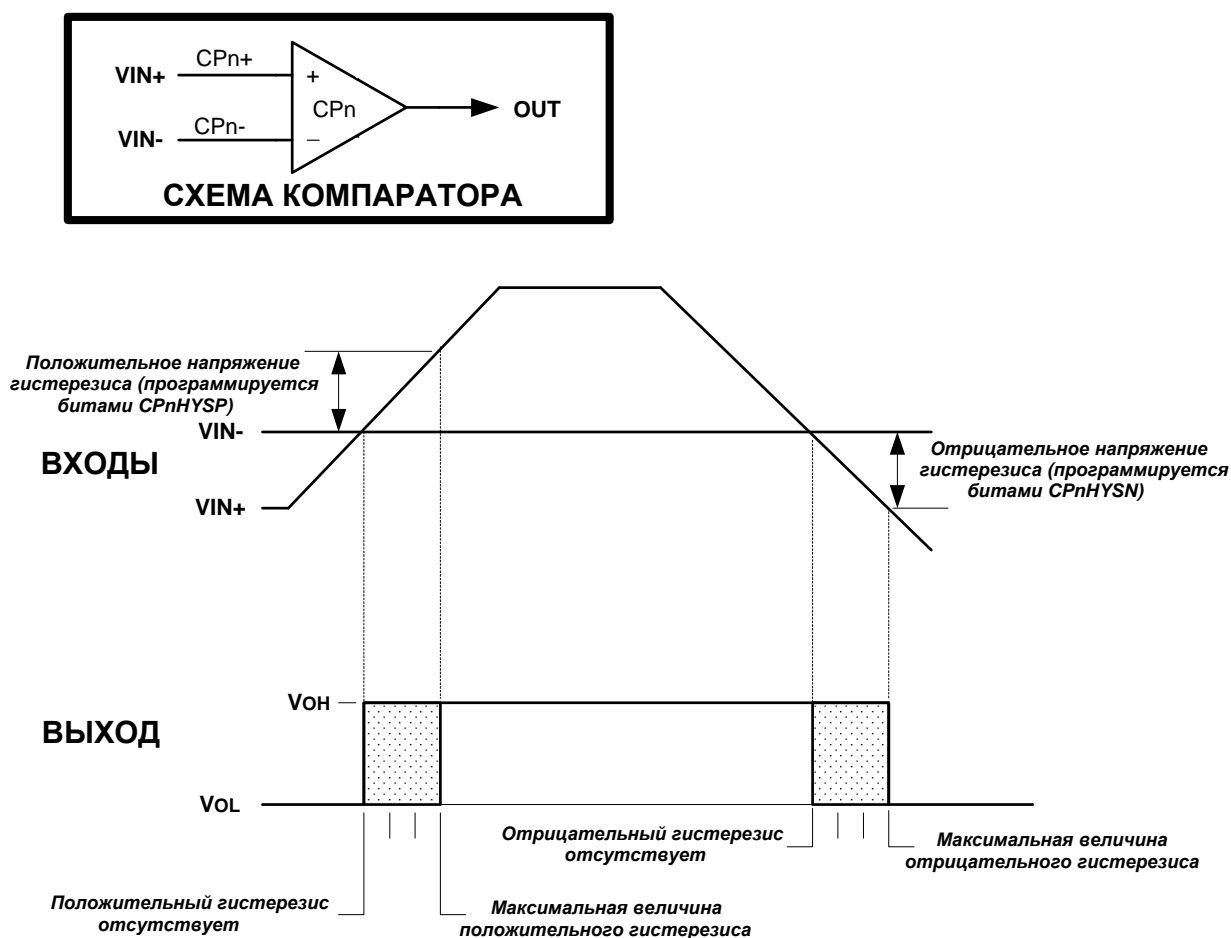 VIN+
CPn+
+
CPn
OUT
VIN-
CPn-
_
СХЕМА КОМПАРАТОРА
Положительное напряжение
гистерезиса (программируется
битами CPnHYSP)
VIN-
ВХОДЫ
VIN+
Отрицательное напряжение
гистерезиса (программируется
битами CPnHYSN)
VOH
ВЫХОД
VOL
Отрицательный гистерезис
отсутствует
Максимальная величина
отрицательного гистерезиса
Положительный гистерезис
отсутствует
Максимальная величина
положительного гистерезиса